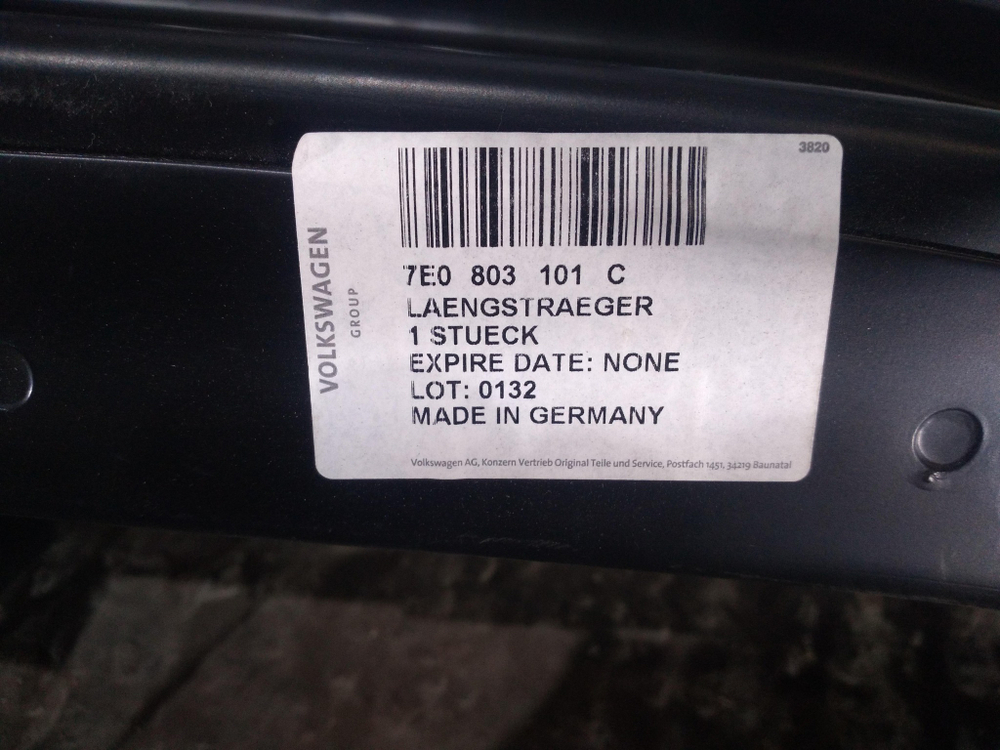 3820
VOLKSWAGEN
GROUP
7E0 803 101 C
LAENGSTRAEGER
1 STUECK
EXPIRE DATE: NONE
LOT: 0132
MADE IN GERMANY
Volkswagen AG, Konzern Vertrieb Original Teile und Service, Postfach 1451, 34219 Baunatal